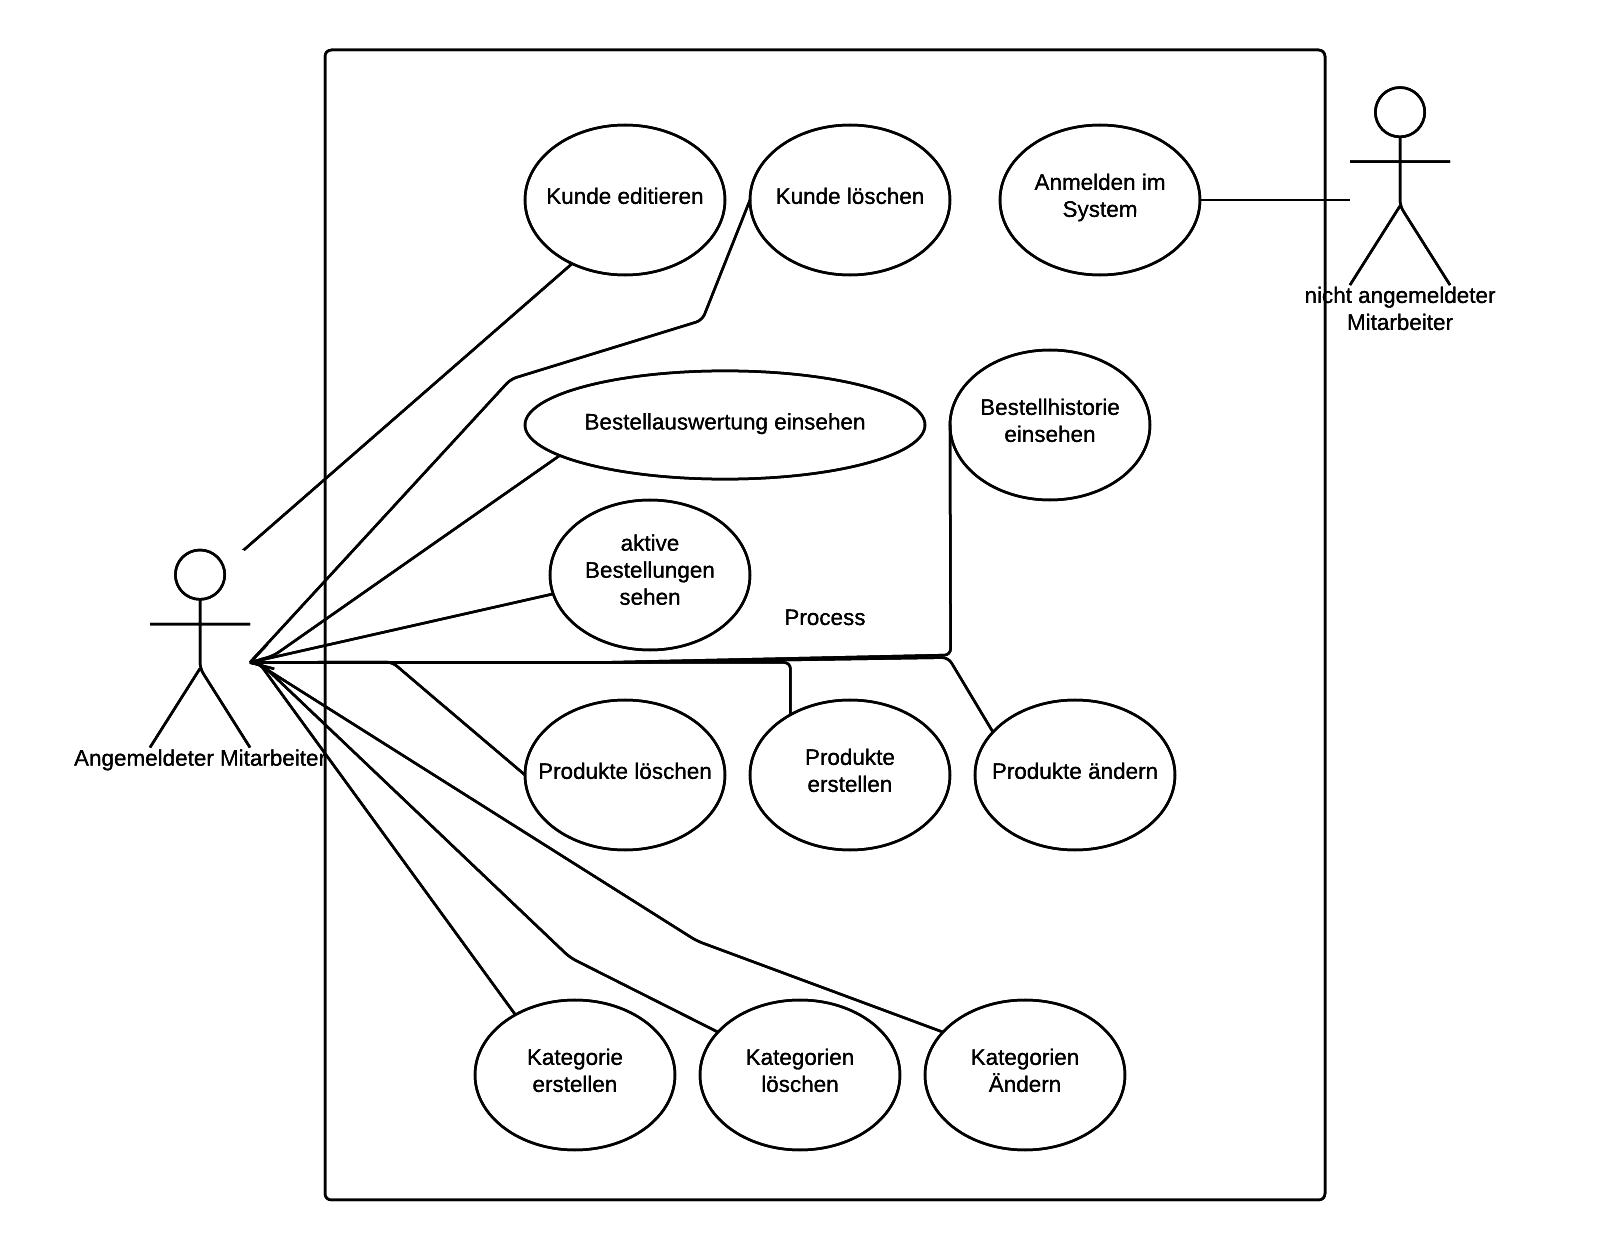 Kunde editieren
Kunde löschen
Anmelden im
System
nicht angemeldeter
Mitarbeiter
Bestellauswertung einsehen
Bestellhistorie
einsehen
aktive
Bestellungen
sehen
Process
Angemeldeter Mitarbeiter
Produkte löschen
Produkte
erstellen
Produkte ändern
Kategorie
erstellen
Kategorien
löschen
Kategorien
Ändern